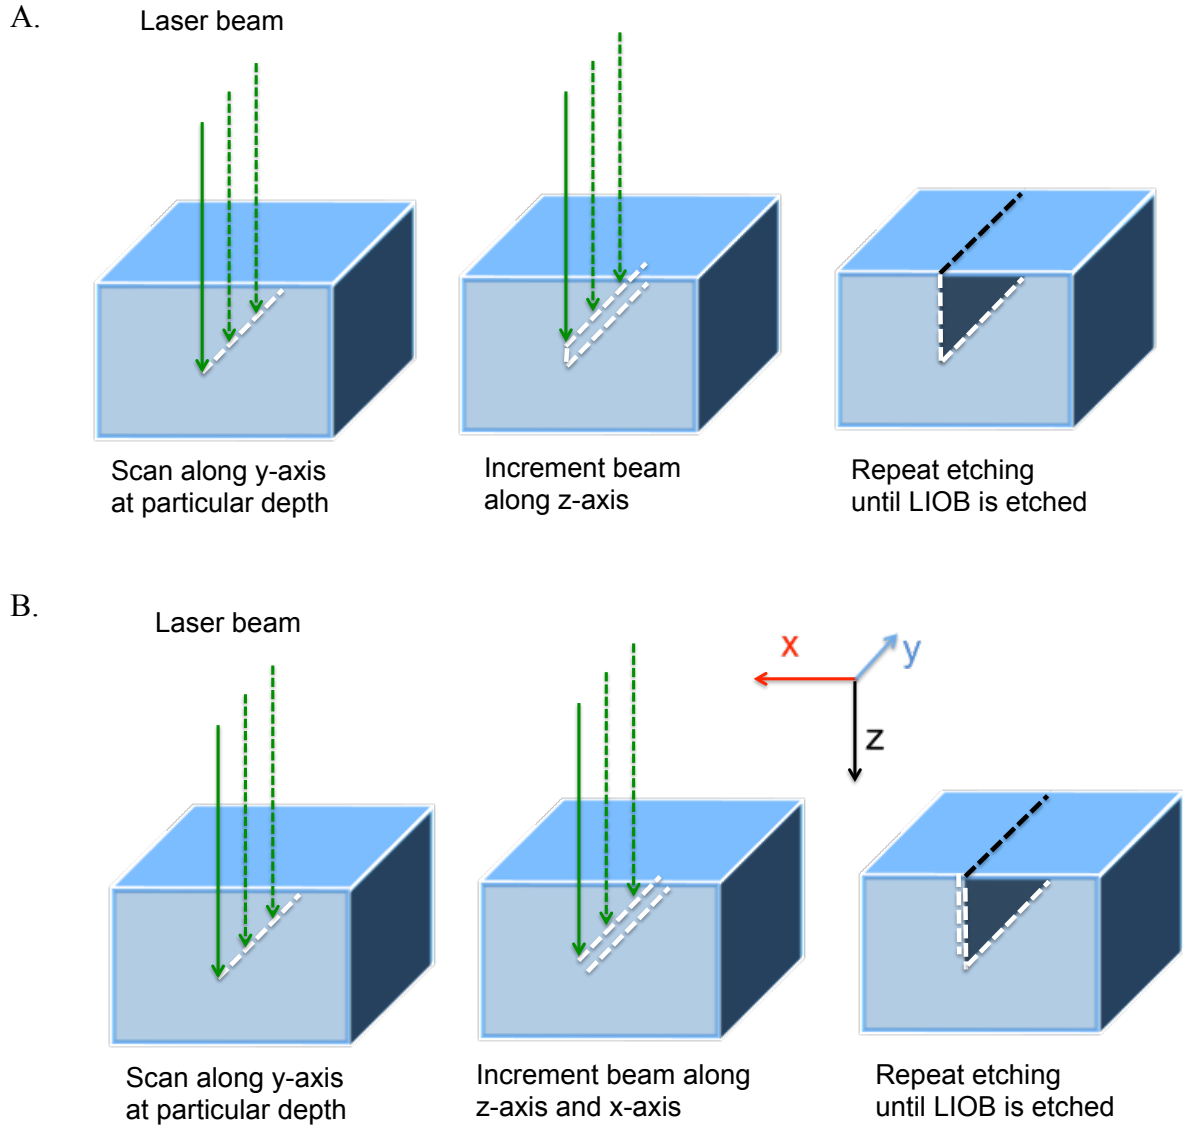 A.
Laser beam
Scan along y-axis
at particular depth
Increment beam
along z-axis
Repeat etching
until LIOB is etched
B.
Laser beam
x
y
z
Scan along y-axis
at particular depth
Increment beam along
z-axis and x-axis
Repeat etching
until LIOB is etched